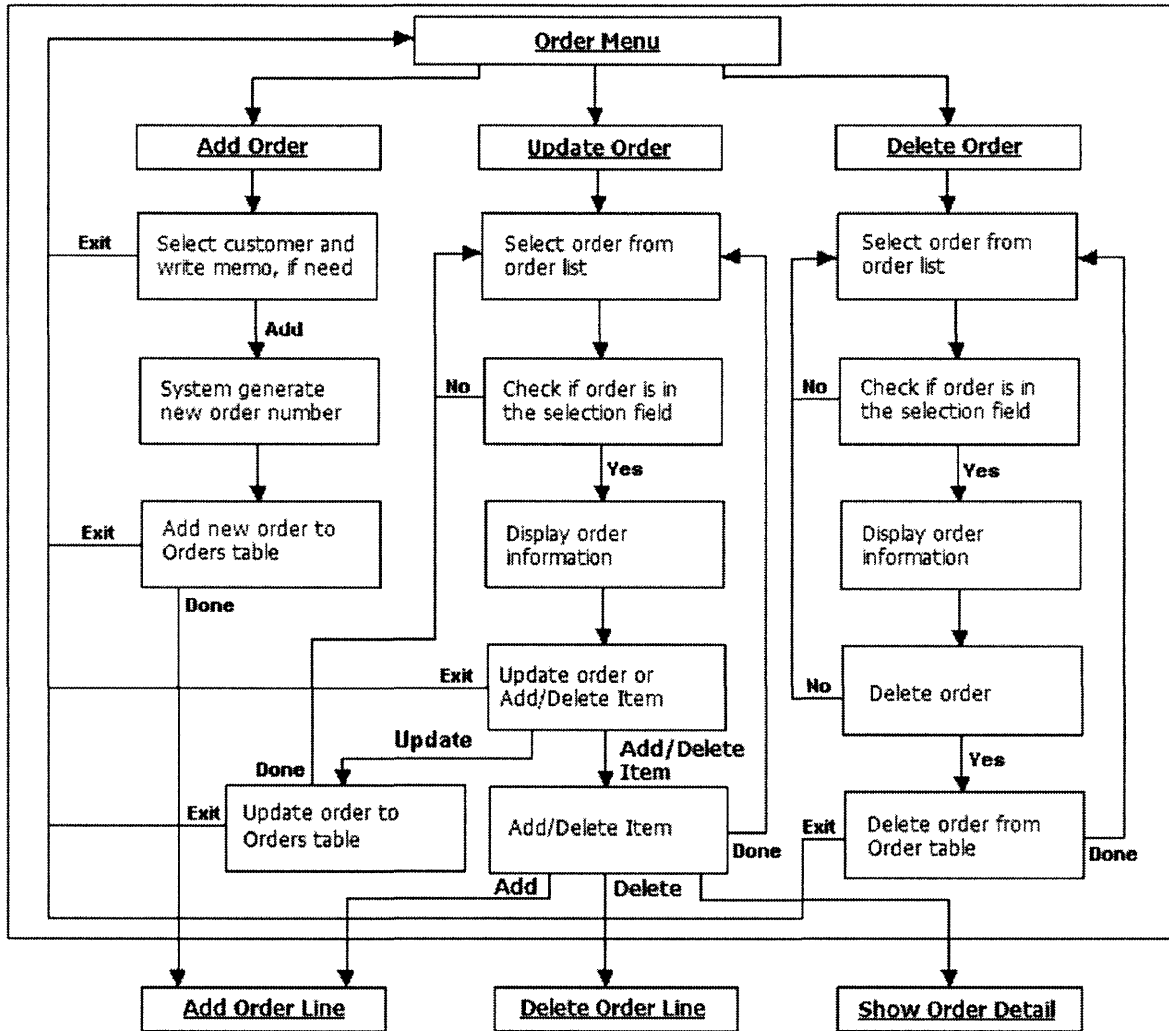 Order Menu
Add Order
Update Order
Delete Order
Exit
Select customer and
write memo, if need
Add
System generate
new order number
Exit
Add new order to
Orders table
Done
Select order from
order list
No
Check if order is in
the selection field
Yes
Display order
information
Exit
Update order or
Add/Delete Item
Update
Add/Delete
Item
Done
Exit
Update order to
Orders table
Add/Delete Item
Done
Add
Delete
Select order from
order list
No
Check if order is in
the selection field
Yes
Display order
information
No
Delete order
Yes
Exit
Delete order from
Order table
Done
Add Order Line
Delete Order Line
Show Order Detail